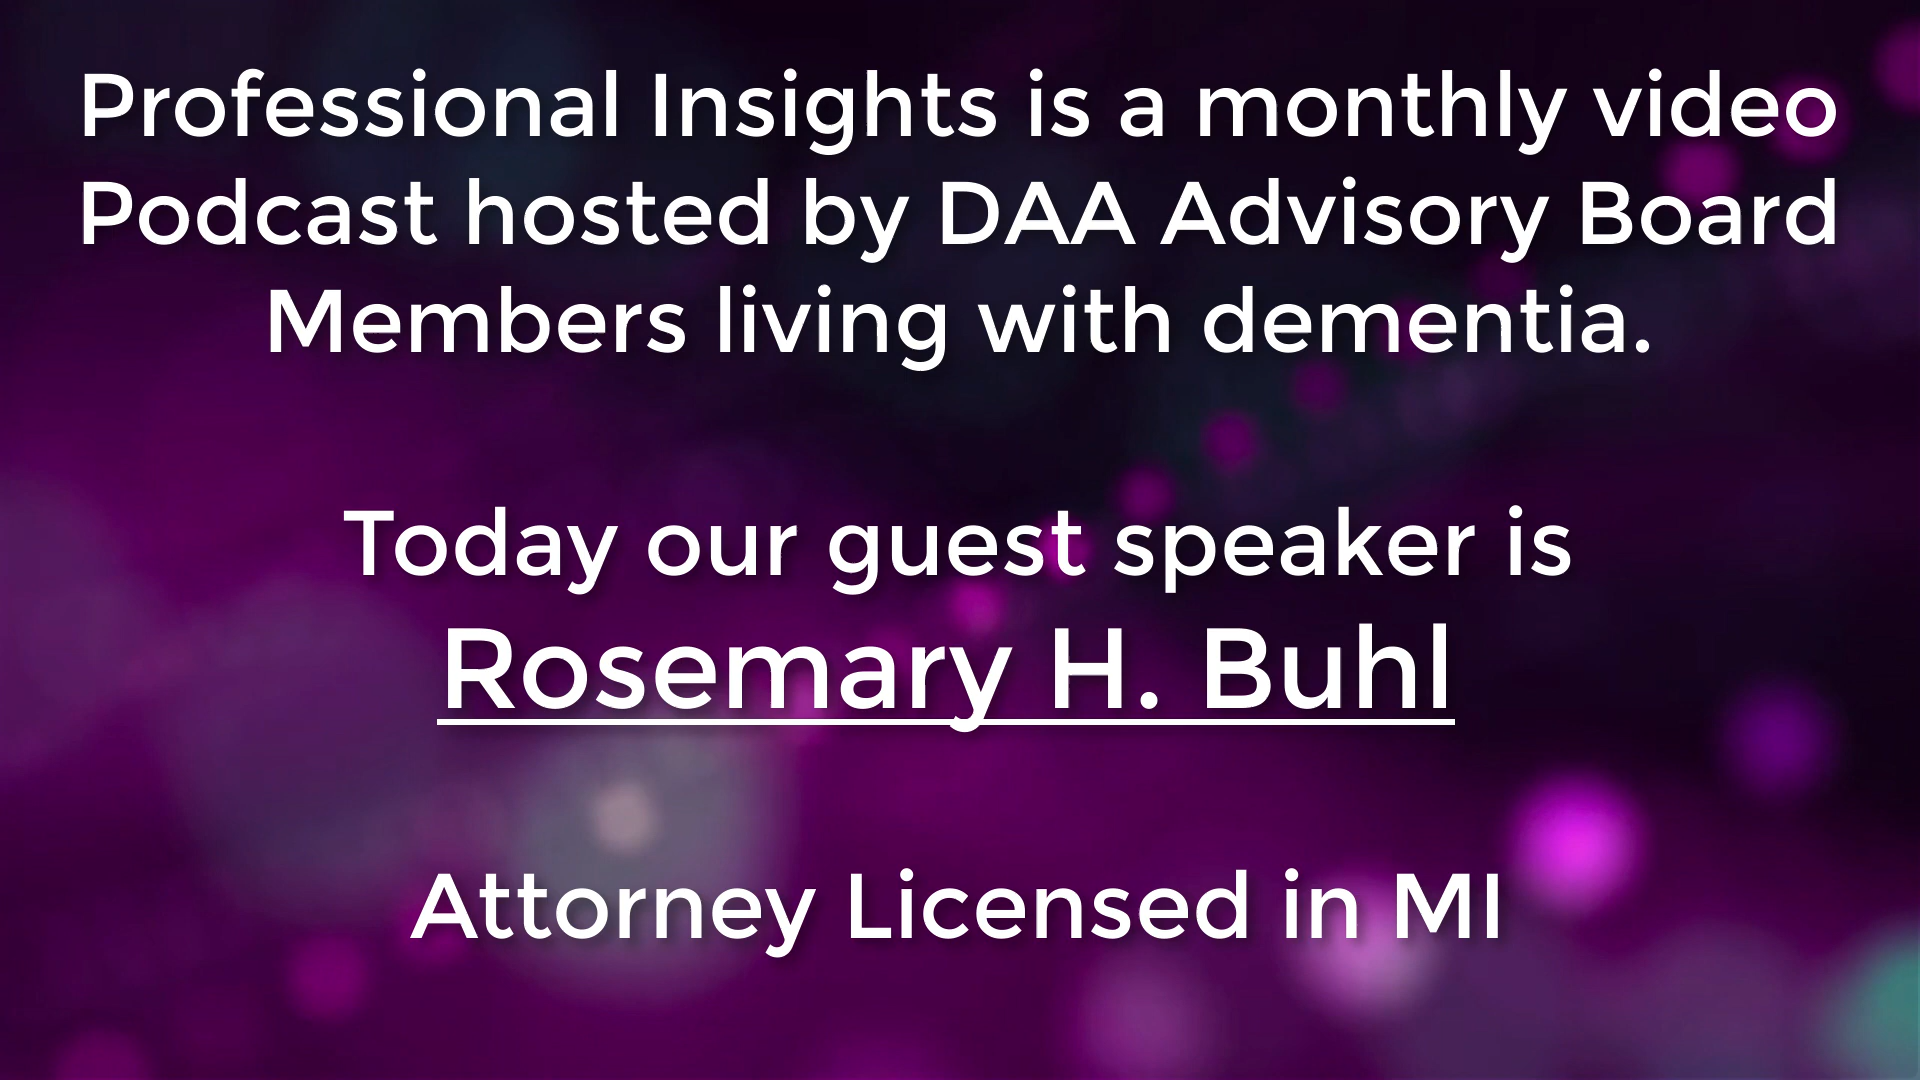 Professional Insights is a monthly video
Podcast hosted by DAA Advisory Board
Members living with dementia.
Today our guest speaker is
Rosemary H. Buhl
Attorney Licensed in MI